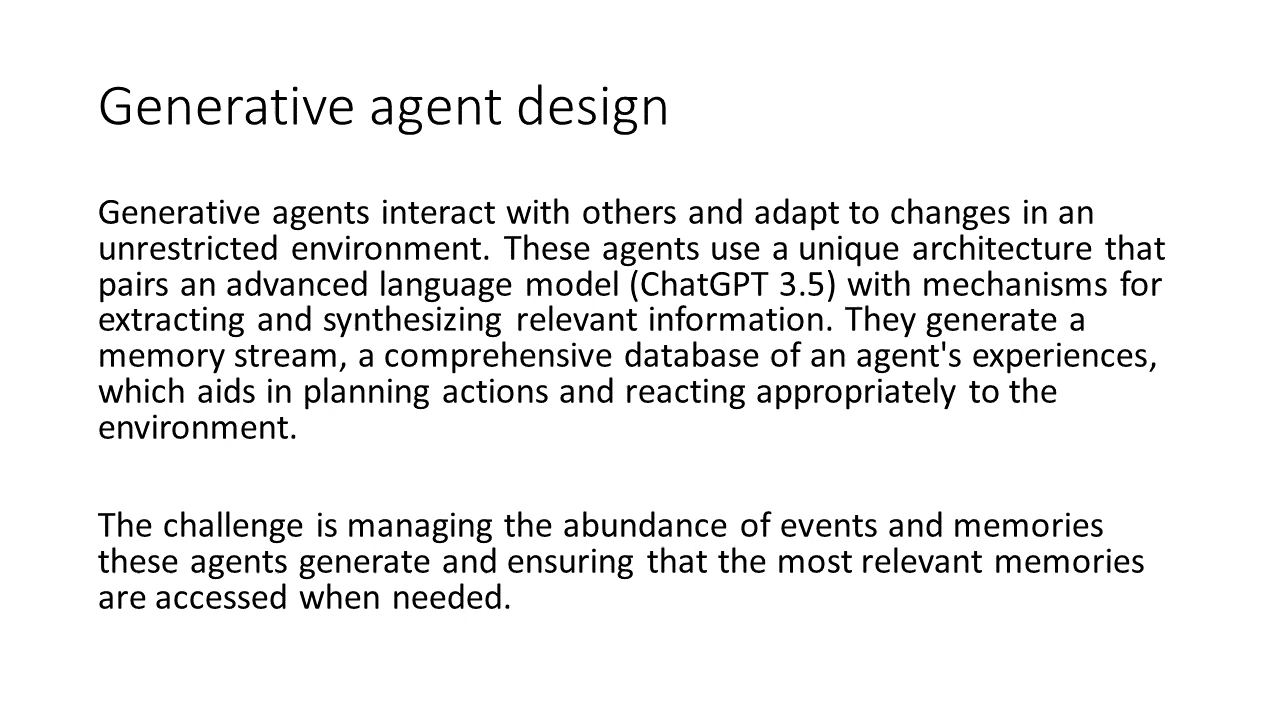 Generative agent design
Generative agents interact with others and adapt to changes in an
unrestricted environment. These agents use a unique architecture that
pairs an advanced language model (ChatGPT 3.5) with mechanisms for
extracting and synthesizing relevant information. They generate a
memory stream, a comprehensive database of an agent's experiences,
which aids in planning actions and reacting appropriately to the
environment.
The challenge is managing the abundance of events and memories
these agents generate and ensuring that the most relevant memories
are accessed when needed.